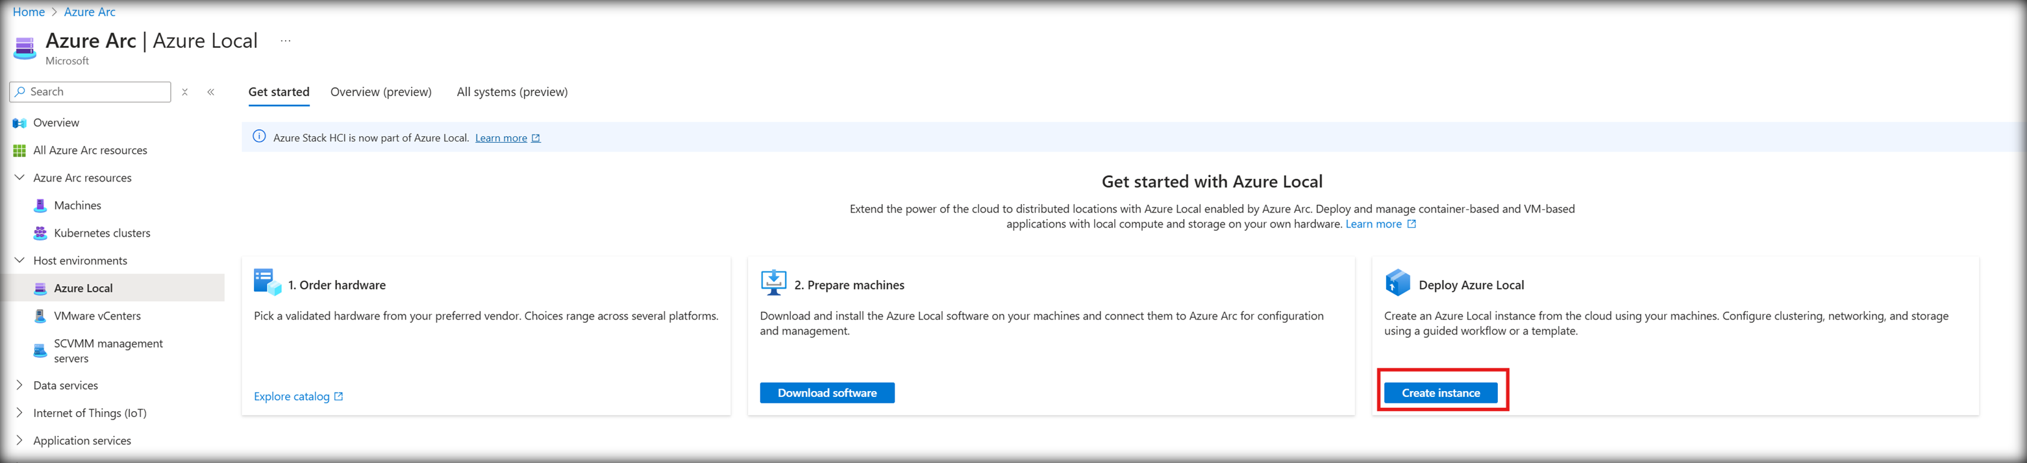 Home > Azure Arc
Azure Arc | Azure Local ...
Microsoft
Search
Overview
All Azure Arc resources
Azure Arc resources
Machines
Kubernetes clusters
Host environments
Azure Local
VMware vCenters
SCVMM management
servers
Data services
Internet of Things (IoT)
Application services
Get started Overview (preview) All systems (preview)
Azure Stack HCI is now part of Azure Local. Learn more
Get started with Azure Local
Extend the power of the cloud to distributed locations with Azure Local enabled by Azure Arc. Deploy and manage container-based and VM-based
applications with local compute and storage on your own hardware. Learn more
1. Order hardware
Pick a validated hardware from your preferred vendor. Choices range across several platforms.
Explore catalog
2. Prepare machines
Download and install the Azure Local software on your machines and connect them to Azure Arc for configuration
and management.
Download software
Deploy Azure Local
Create an Azure Local instance from the cloud using your machines. Configure clustering, networking, and storage
using a guided workflow or a template.
Create instance